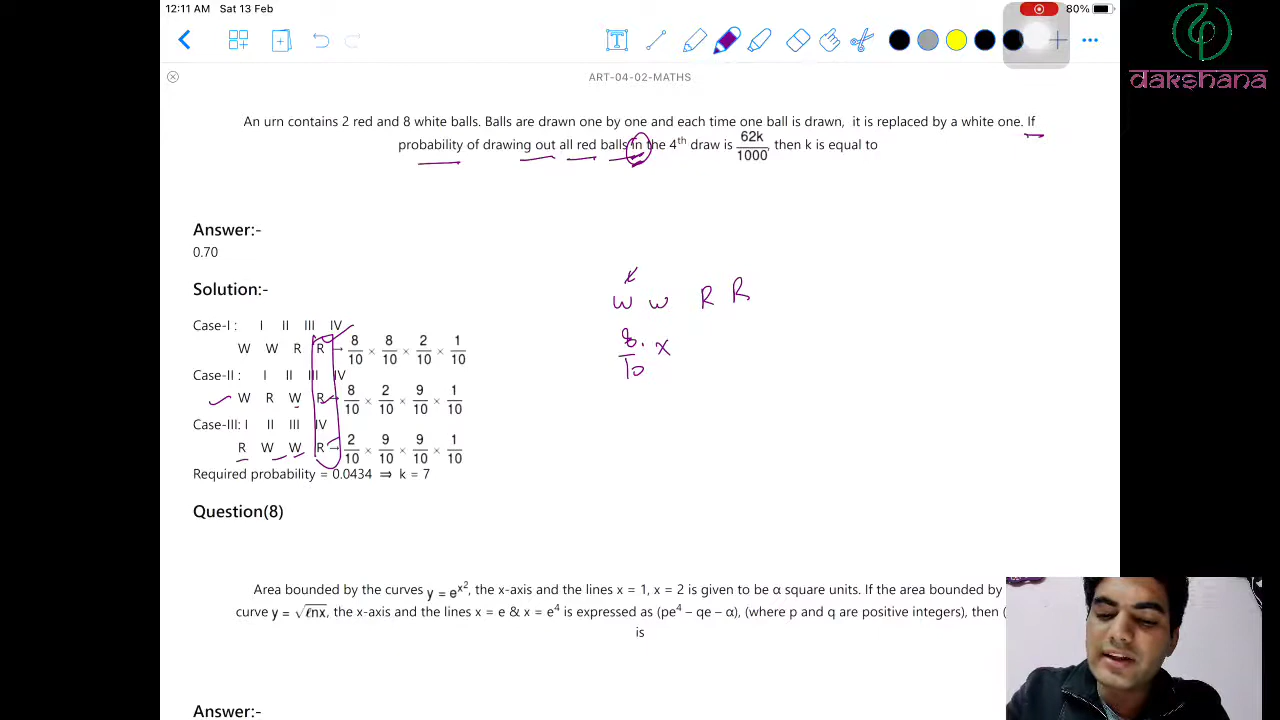 12:11 AM Sat 13 Feb
80%
dakshana
ART-04-02-MATHS
An urn contains 2 red and 8 white balls. Balls are drawn one by one and each time one ball is drawn, it is replaced by a white one. If
probability of drawing out all red balls in the 4th draw is 62k/1000, then k is equal to
Answer:-
0.70
Solution:-
Case-I : I II III IV
W W R R → 8/10 × 8/10 × 2/10 × 1/10
Case-II : I II III IV
W R W R → 8/10 × 2/10 × 9/10 × 1/10
Case-III: I II III IV
R W W R → 2/10 × 9/10 × 9/10 × 1/10
Required probability = 0.0434 ⇒ k = 7
W W R R
8/10 · ×
Question(8)
Area bounded by the curves y = e^x2, the x-axis and the lines x = 1, x = 2 is given to be α square units. If the area bounded by
curve y = √ℓnx, the x-axis and the lines x = e & x = e4 is expressed as (pe4 – qe – α), (where p and q are positive integers), then (
is
Answer:-